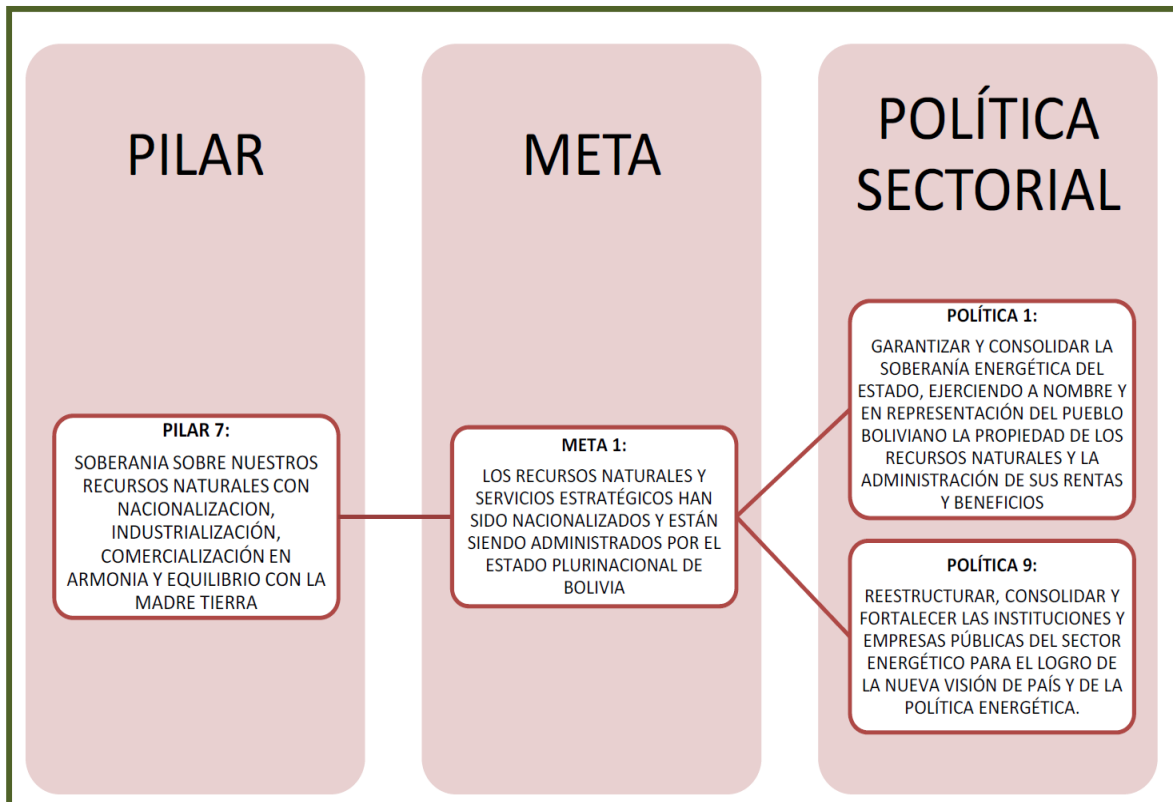 PILAR
PILAR 7:
SOBERANIA SOBRE NUESTROS
RECURSOS NATURALES CON
NACIONALIZACION,
INDUSTRIALIZACIÓN,
COMERCIALIZACIÓN EN
ARMONIA Y EQUILIBRIO CON LA
MADRE TIERRA
META
META 1:
LOS RECURSOS NATURALES Y
SERVICIOS ESTRATÉGICOS HAN
SIDO NACIONALIZADOS Y ESTÁN
SIENDO ADMINISTRADOS POR EL
ESTADO PLURINACIONAL DE
BOLIVIA
POLÍTICA
SECTORIAL
POLÍTICA 1:
GARANTIZAR Y CONSOLIDAR LA
SOBERANÍA ENERGÉTICA DEL
ESTADO, EJERCIENDO A NOMBRE Y
EN REPRESENTACIÓN DEL PUEBLO
BOLIVIANO LA PROPIEDAD DE LOS
RECURSOS NATURALES Y LA
ADMINISTRACIÓN DE SUS RENTAS
Y BENEFICIOS
POLÍTICA 9:
REESTRUCTURAR, CONSOLIDAR Y
FORTALECER LAS INSTITUCIONES Y
EMPRESAS PÚBLICAS DEL SECTOR
ENERGÉTICO PARA EL LOGRO DE
LA NUEVA VISIÓN DE PAÍS Y DE LA
POLÍTICA ENERGÉTICA.